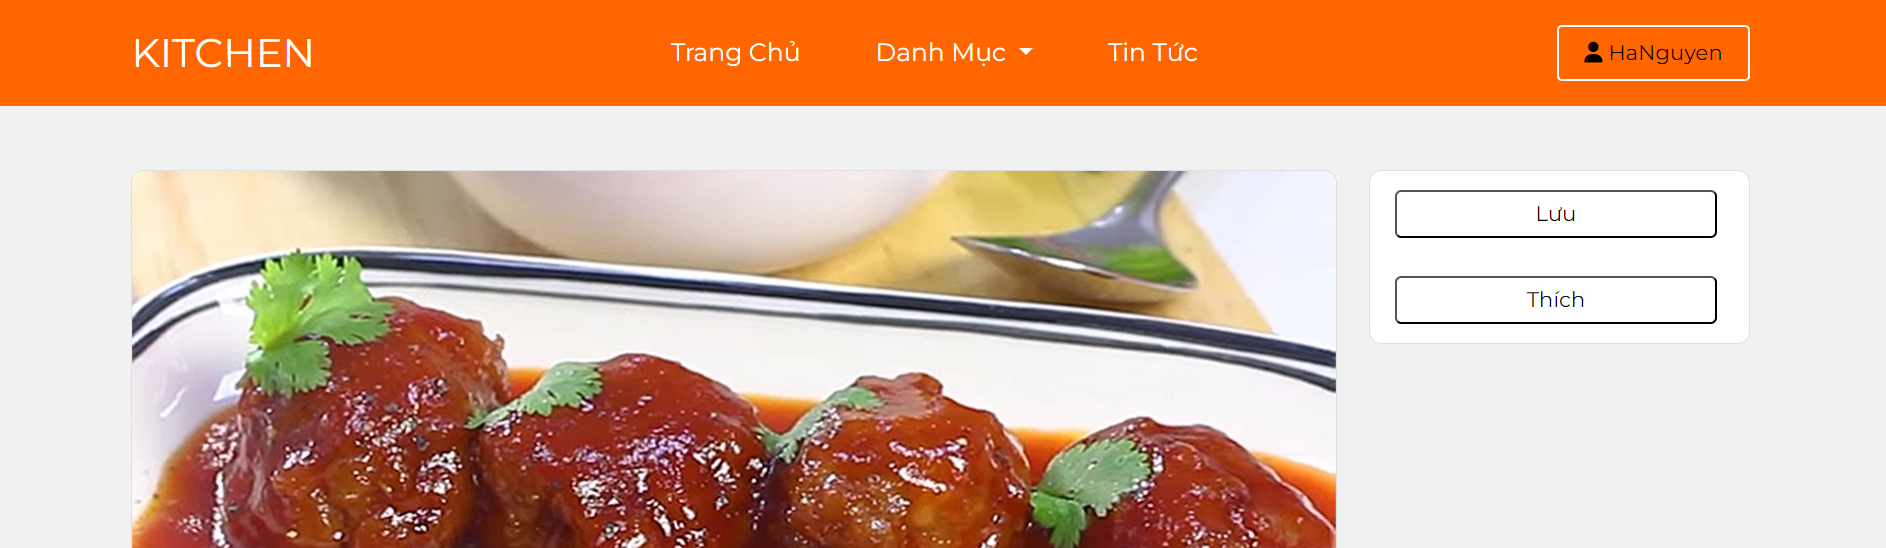 KITCHEN
Trang Chủ
Danh Mục
Tin Tức
HaNguyen
Lưu
Thích